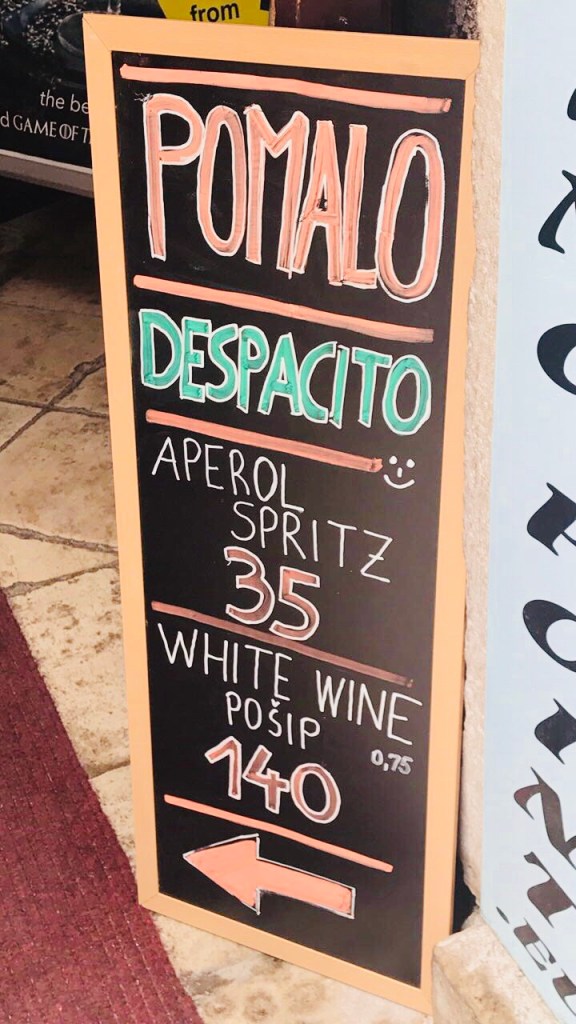 from
the be
d GAME OF T
POMALO
DESPACITO
APEROL
SPRITZ
35
WHITE WINE
POŠIP
0,75
140